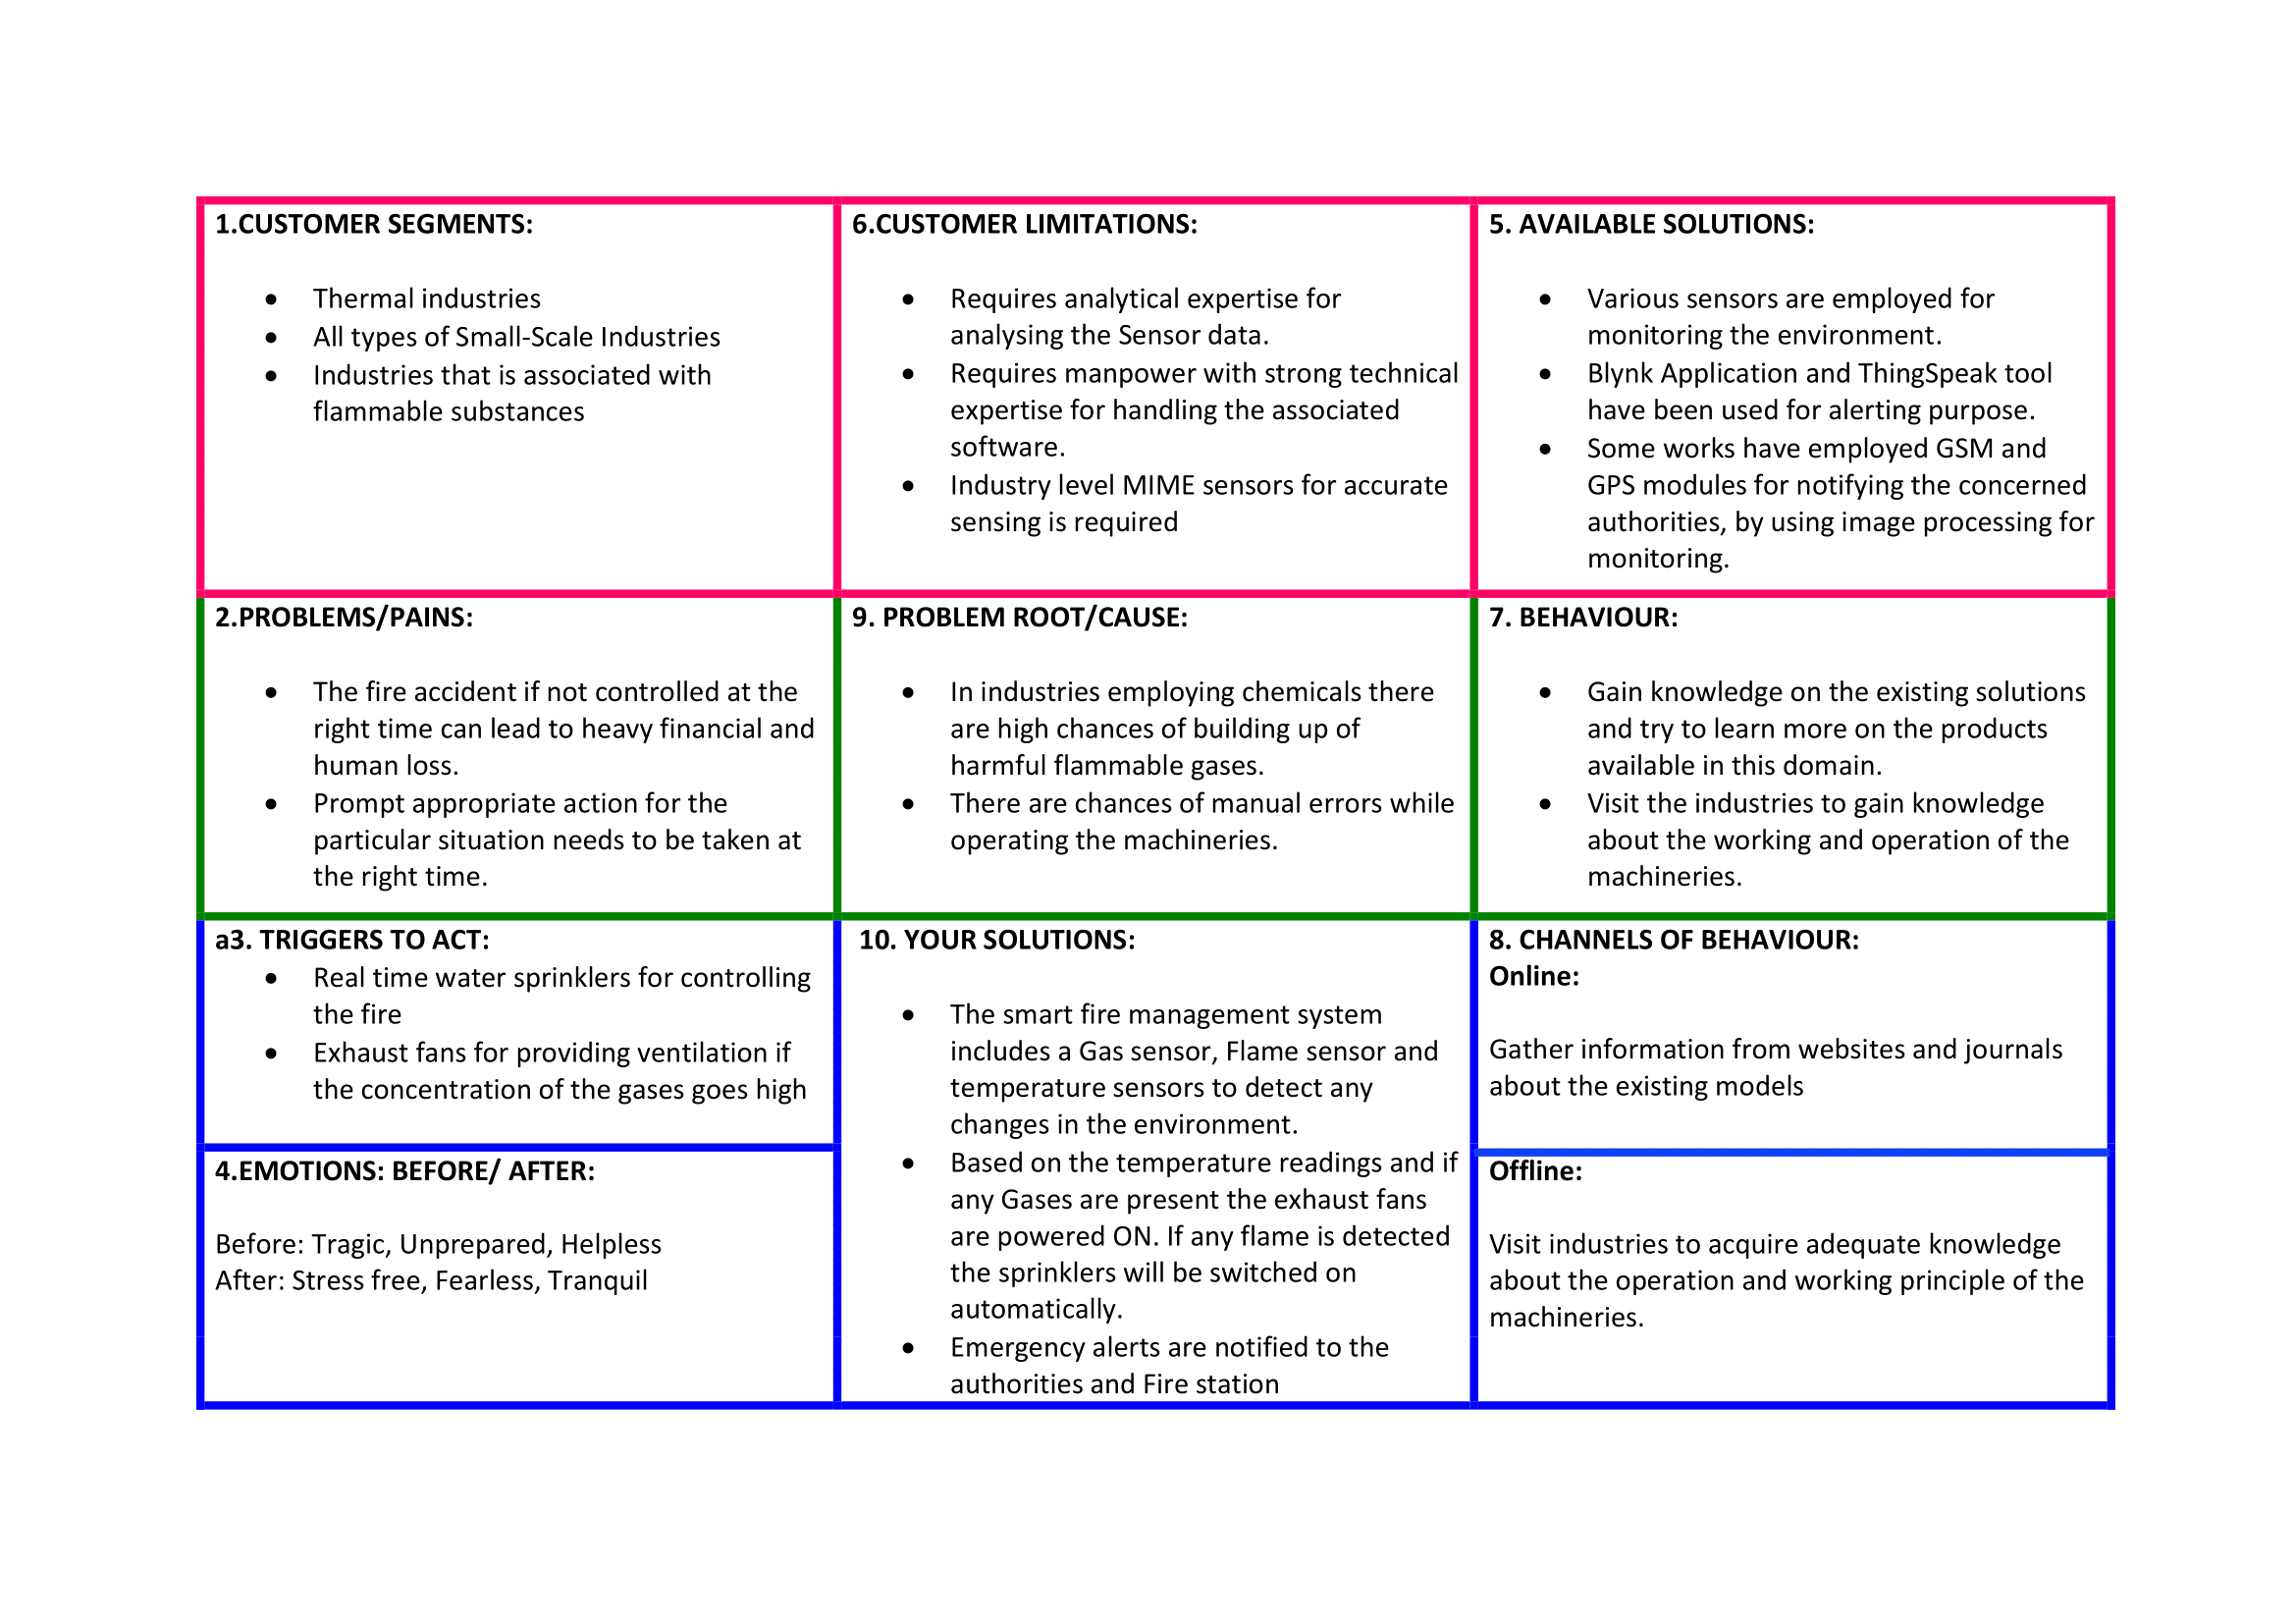 1.CUSTOMER SEGMENTS:
• Thermal industries
• All types of Small-Scale Industries
• Industries that is associated with
flammable substances
6.CUSTOMER LIMITATIONS:
• Requires analytical expertise for
analysing the Sensor data.
• Requires manpower with strong technical
expertise for handling the associated
software.
• Industry level MIME sensors for accurate
sensing is required
5. AVAILABLE SOLUTIONS:
• Various sensors are employed for
monitoring the environment.
• Blynk Application and ThingSpeak tool
have been used for alerting purpose.
• Some works have employed GSM and
GPS modules for notifying the concerned
authorities, by using image processing for
monitoring.
2.PROBLEMS/PAINS:
• The fire accident if not controlled at the
right time can lead to heavy financial and
human loss.
• Prompt appropriate action for the
particular situation needs to be taken at
the right time.
9. PROBLEM ROOT/CAUSE:
• In industries employing chemicals there
are high chances of building up of
harmful flammable gases.
• There are chances of manual errors while
operating the machineries.
7. BEHAVIOUR:
• Gain knowledge on the existing solutions
and try to learn more on the products
available in this domain.
• Visit the industries to gain knowledge
about the working and operation of the
machineries.
a3. TRIGGERS TO ACT:
• Real time water sprinklers for controlling
the fire
• Exhaust fans for providing ventilation if
the concentration of the gases goes high
4.EMOTIONS: BEFORE/ AFTER:
Before: Tragic, Unprepared, Helpless
After: Stress free, Fearless, Tranquil
10. YOUR SOLUTIONS:
• The smart fire management system
includes a Gas sensor, Flame sensor and
temperature sensors to detect any
changes in the environment.
• Based on the temperature readings and if
any Gases are present the exhaust fans
are powered ON. If any flame is detected
the sprinklers will be switched on
automatically.
• Emergency alerts are notified to the
authorities and Fire station
8. CHANNELS OF BEHAVIOUR:
Online:
Gather information from websites and journals
about the existing models
Offline:
Visit industries to acquire adequate knowledge
about the operation and working principle of the
machineries.